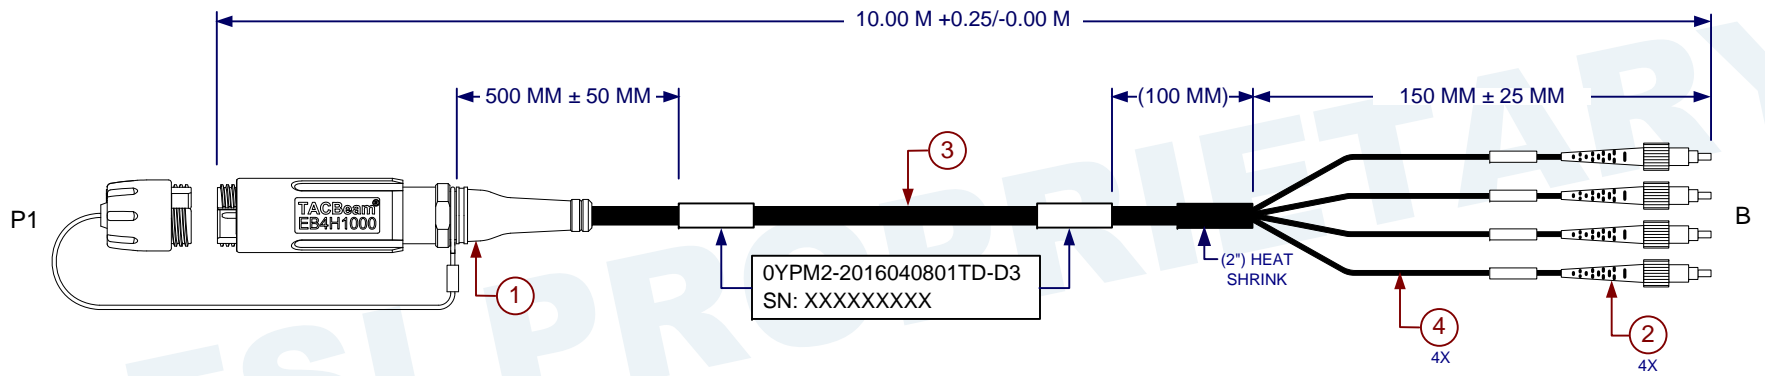 10.00 M +0.25/-0.00 M
500 MM ± 50 MM
(100 MM)
150 MM ± 25 MM
3
P1
TACBeam®
EB4H1000
B
0YPM2-2016040801TD-D3
SN: XXXXXXXXX
(2") HEAT
SHRINK
1
4
4X
2
4X
PROPRIETARY